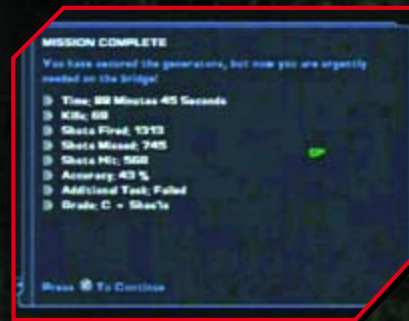 MISSION COMPLETE
You have secured the generators, but now you are urgently
needed on the bridge!
Time: Minutes 45 Seconds
Kills:
Shots Fired: 1313
Shots Missed: 745
Shots Hit: 568
Accuracy: 43 %
Additional Task: Failed
Grade: C - Shas'la
Press To Continue